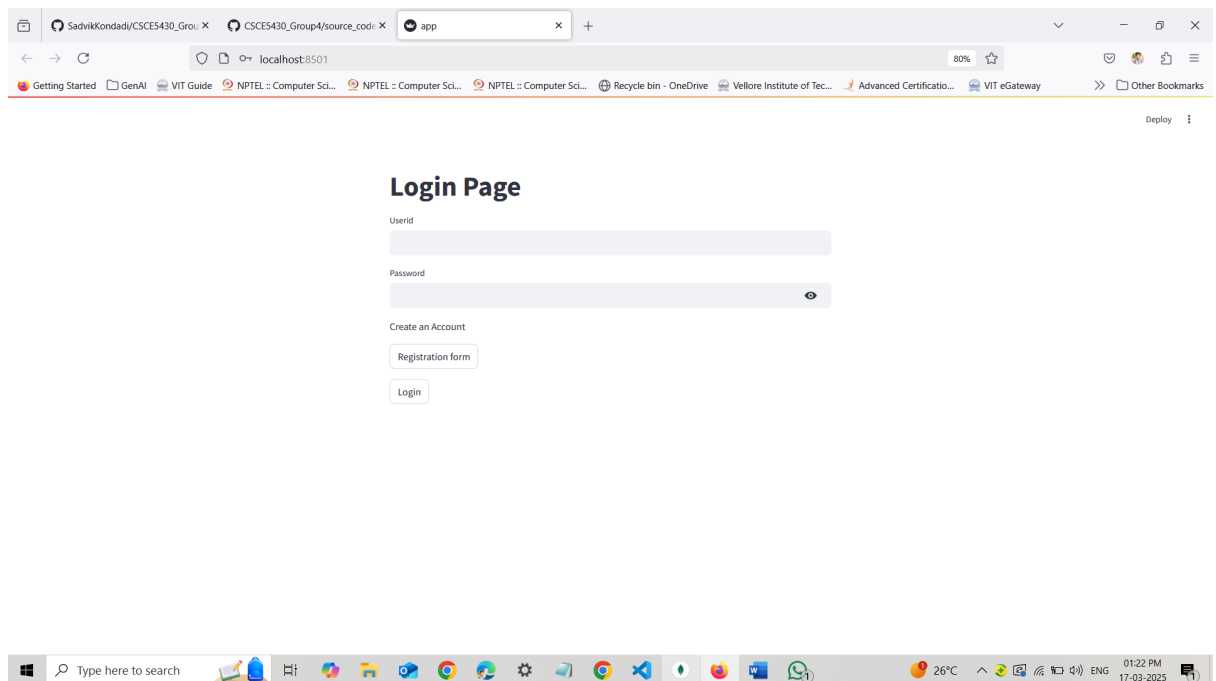 SadvikKondadi/CSCE5430_Grou
CSCE5430_Group4/source_code
app
localhost:8501
80%
Getting Started GenAI VIT Guide NPTEL :: Computer Sci... NPTEL :: Computer Sci... NPTEL :: Computer Sci... Recycle bin - OneDrive Vellore Institute of Tec... Advanced Certificatio... VIT eGateway Other Bookmarks
Deploy
Login Page
Userid
Password
Create an Account
Registration form
Login
Type here to search
26°C
ENG
01:22 PM
17-03-2025